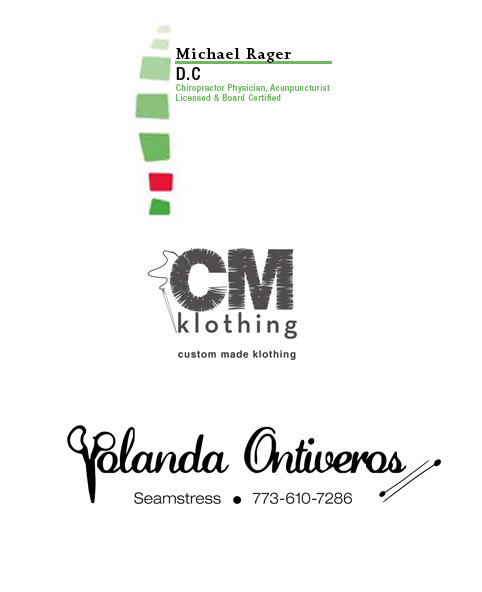 Michael Rager
D.C
Chiropractor Physician, Acunpuncturist
Licensed & Board Certified
CM
klothing
custom made klothing
Yolanda Ontiveros
Seamstress ● 773-610-7286